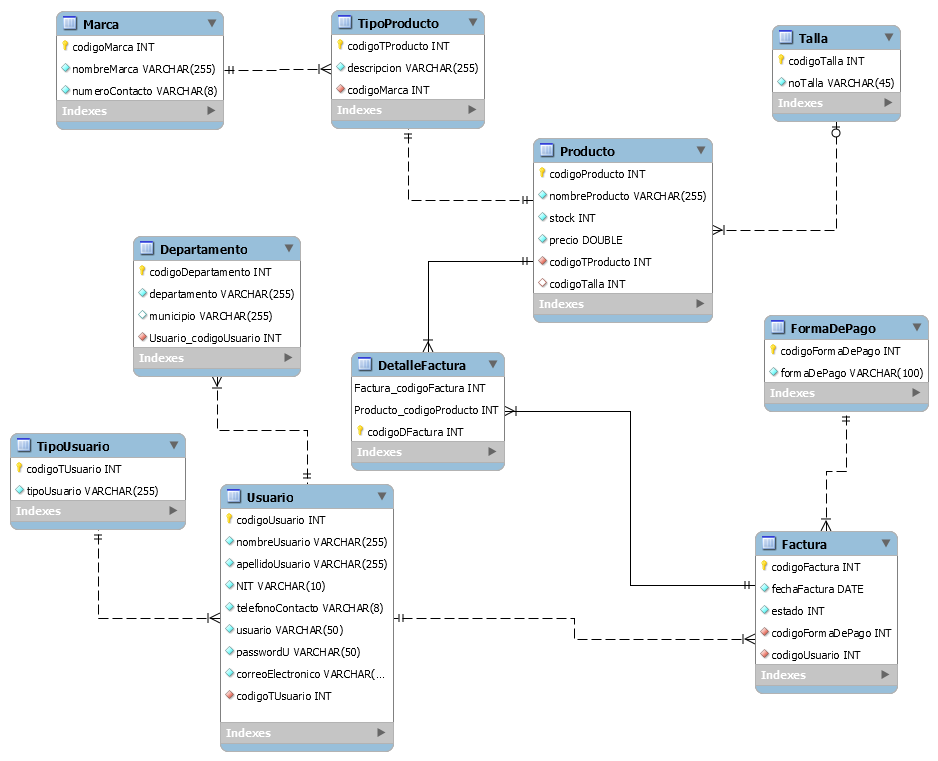 Marca
codigoMarca INT
nombreMarca VARCHAR(255)
numeroContacto VARCHAR(8)
Indexes
TipoProducto
codigoTProducto INT
descripcion VARCHAR(255)
codigoMarca INT
Indexes
Talla
codigoTalla INT
noTalla VARCHAR(45)
Indexes
Producto
codigoProducto INT
nombreProducto VARCHAR(255)
stock INT
precio DOUBLE
codigoTProducto INT
codigoTalla INT
Indexes
Departamento
codigoDepartamento INT
departamento VARCHAR(255)
municipio VARCHAR(255)
Usuario_codigoUsuario INT
Indexes
FormaDePago
codigoFormaDePago INT
formaDePago VARCHAR(100)
Indexes
DetalleFactura
Factura_codigoFactura INT
Producto_codigoProducto INT
codigoDFactura INT
Indexes
TipoUsuario
codigoTUsuario INT
tipoUsuario VARCHAR(255)
Indexes
Usuario
codigoUsuario INT
nombreUsuario VARCHAR(255)
apellidoUsuario VARCHAR(255)
NIT VARCHAR(10)
telefonoContacto VARCHAR(8)
usuario VARCHAR(50)
passwordU VARCHAR(50)
correoElectronico VARCHAR(...
codigoTUsuario INT
Indexes
Factura
codigoFactura INT
fechaFactura DATE
estado INT
codigoFormaDePago INT
codigoUsuario INT
Indexes